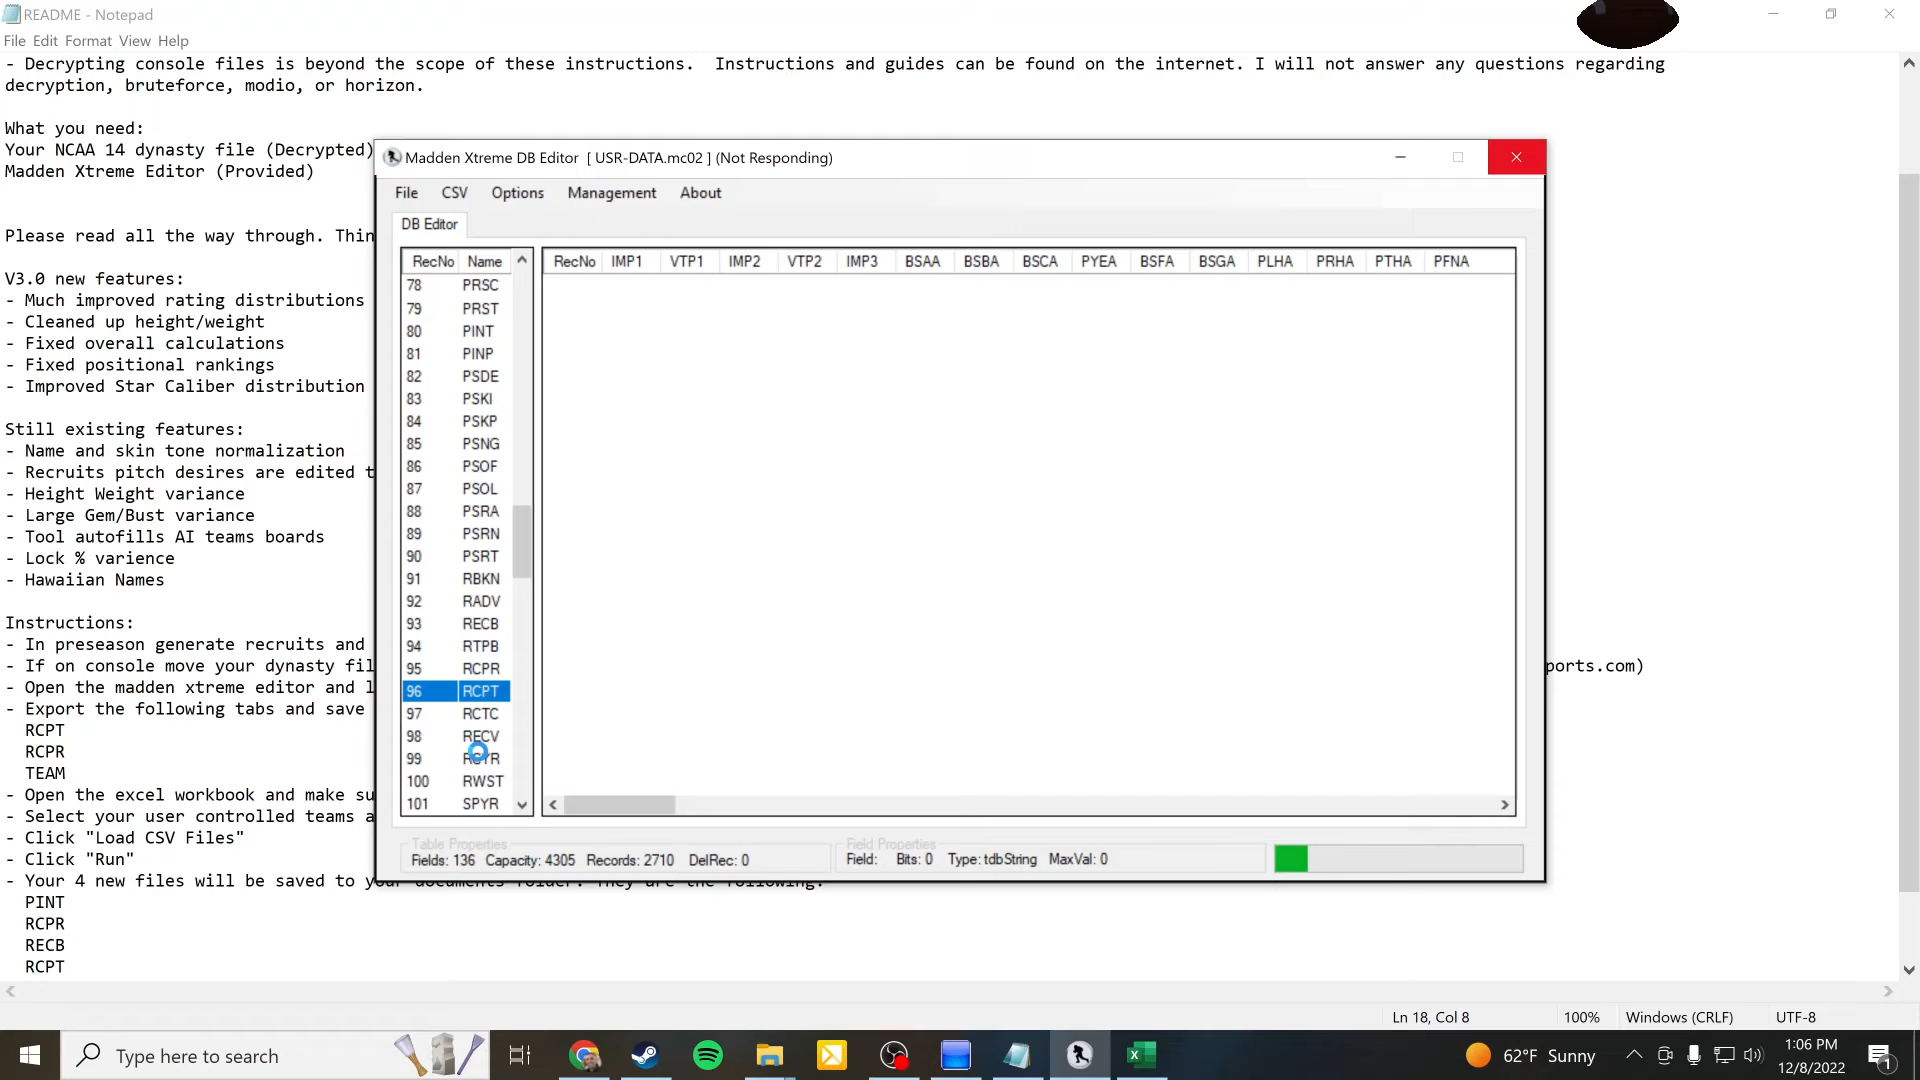 README - Notepad
File Edit Format View Help
- Decrypting console files is beyond the scope of these instructions.  Instructions and guides can be found on the internet. I will not answer any questions regarding
decryption, bruteforce, modio, or horizon.
What you need:
Your NCAA 14 dynasty file (Decrypted)
Madden Xtreme Editor (Provided)
Please read all the way through. Thin
V3.0 new features:
- Much improved rating distributions
- Cleaned up height/weight
- Fixed overall calculations
- Fixed positional rankings
- Improved Star Caliber distribution
Still existing features:
- Name and skin tone normalization
- Recruits pitch desires are edited t
- Height Weight variance
- Large Gem/Bust variance
- Tool autofills AI teams boards
- Lock % varience
- Hawaiian Names
Instructions:
- In preseason generate recruits and
- If on console move your dynasty fil
ports.com)
- Open the madden xtreme editor and l
- Export the following tabs and save
RCPT
RCPR
TEAM
- Open the excel workbook and make su
- Select your user controlled teams a
- Click "Load CSV Files"
- Click "Run"
- Your 4 new files will be saved to your documents folder. They are the following:
PINT
RCPR
RECB
RCPT
Madden Xtreme DB Editor  [ USR-DATA.mc02 ] (Not Responding)
File CSV Options Management About
DB Editor
RecNo Name
78 PRSC
79 PRST
80 PINT
81 PINP
82 PSDE
83 PSKI
84 PSKP
85 PSNG
86 PSOF
87 PSOL
88 PSRA
89 PSRN
90 PSRT
91 RBKN
92 RADV
93 RECB
94 RTPB
95 RCPR
96 RCPT
97 RCTC
98 RECV
99
100 RWST
101 SPYR
RecNo IMP1 VTP1 IMP2 VTP2 IMP3 BSAA BSBA BSCA PYEA BSFA BSGA PLHA PRHA PTHA PFNA
Table Properties
Fields: 136 Capacity: 4305 Records: 2710 DelRec: 0
Field Properties
Field: Bits: 0 Type: tdbString MaxVal: 0
Ln 18, Col 8 100% Windows (CRLF) UTF-8
Type here to search
62°F Sunny
1:06 PM
12/8/2022
1